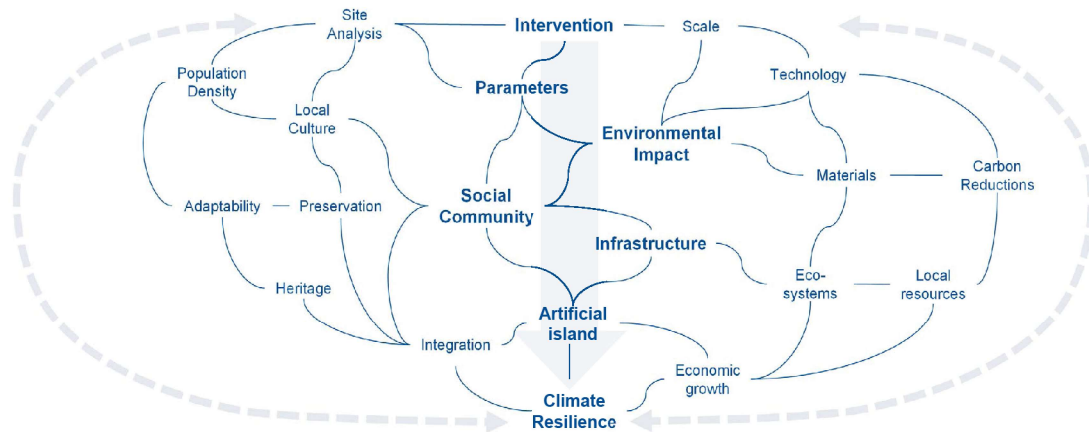 Site
Analysis
Intervention
Scale
Population
Density
Parameters
Technology
Local
Culture
Environmental
Impact
Materials
Carbon
Reductions
Adaptability
Preservation
Social
Community
Infrastructure
Heritage
Eco-
systems
Local
resources
Artificial
island
Integration
Economic
growth
Climate
Resilience